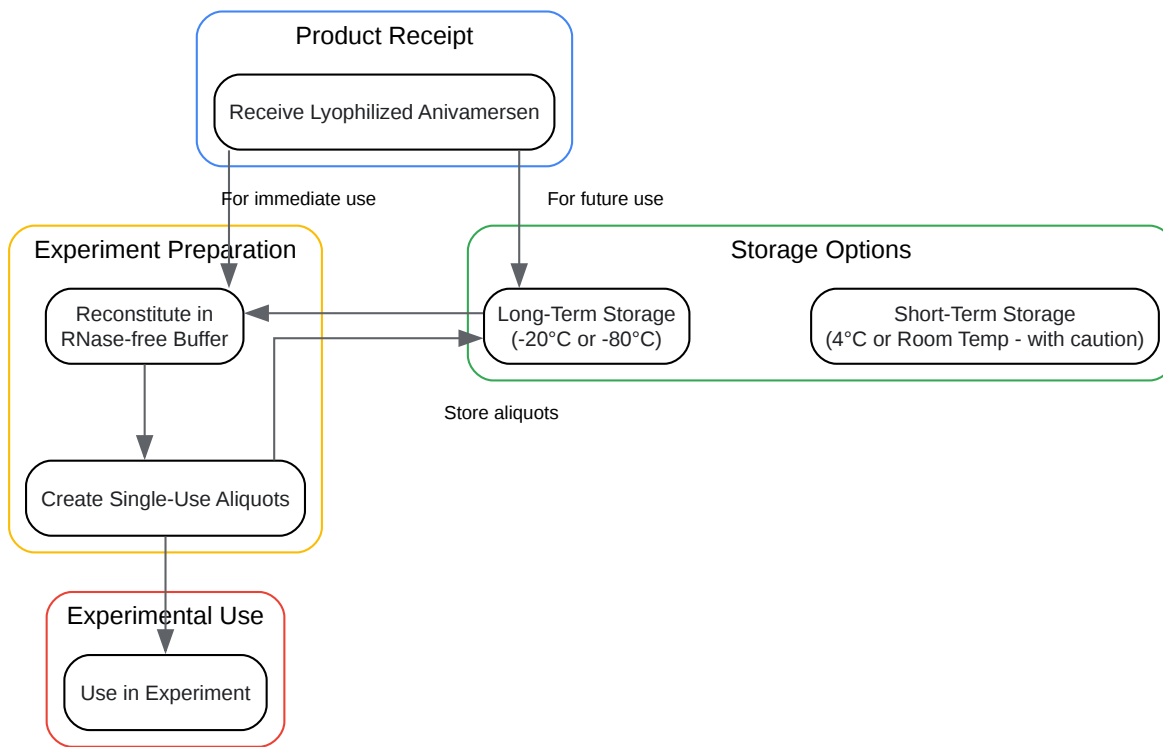 Product Receipt
Receive Lyophilized Anivamersen
For immediate use
For future use
Experiment Preparation
Storage Options
Reconstitute in
RNase-free Buffer
Long-Term Storage
(-20°C or -80°C)
Short-Term Storage
(4°C or Room Temp - with caution)
Store aliquots
Create Single-Use Aliquots
Experimental Use
Use in Experiment